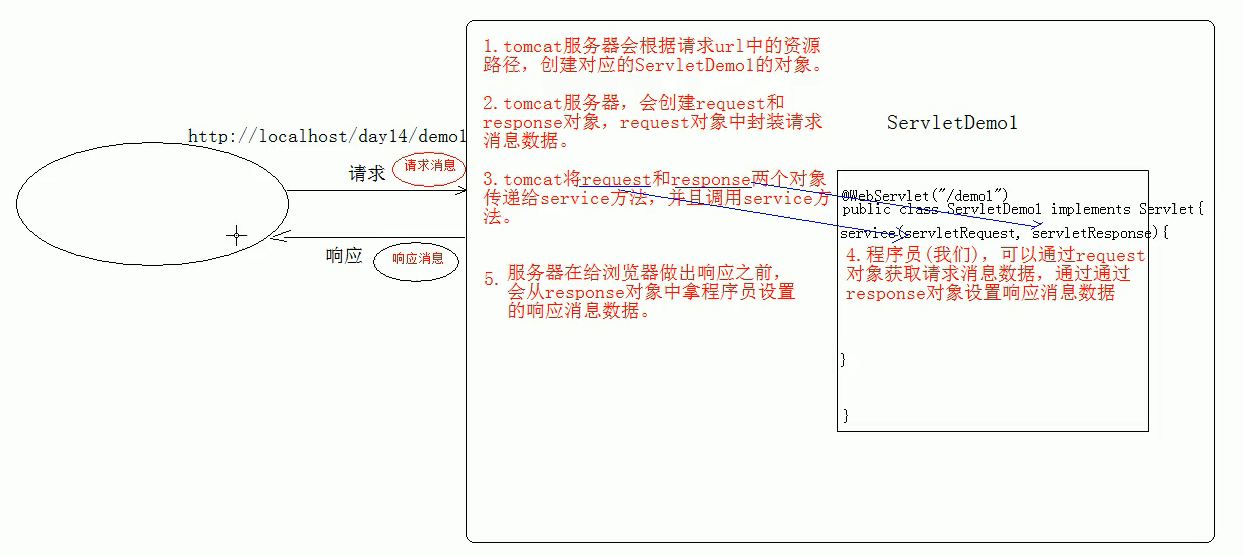 http://localhost/day14/demo1
请求
请求消息
响应
响应消息
1.tomcat服务器会根据请求url中的资源
路径，创建对应的ServletDemo1的对象。
2.tomcat服务器，会创建request和
response对象，request对象中封装请求
消息数据。
3.tomcat将request和response两个对象
传递给service方法，并且调用service方
法。
5.
服务器在给浏览器做出响应之前，
会从response对象中拿程序员设置
的响应消息数据。
ServletDemo1
@WebServlet("/demo1")
public class ServletDemo1 implements Servlet{
service(servletRequest, servletResponse){
4.程序员(我们)，可以通过request
对象获取请求消息数据，通过通过
response对象设置响应消息数据
}
}